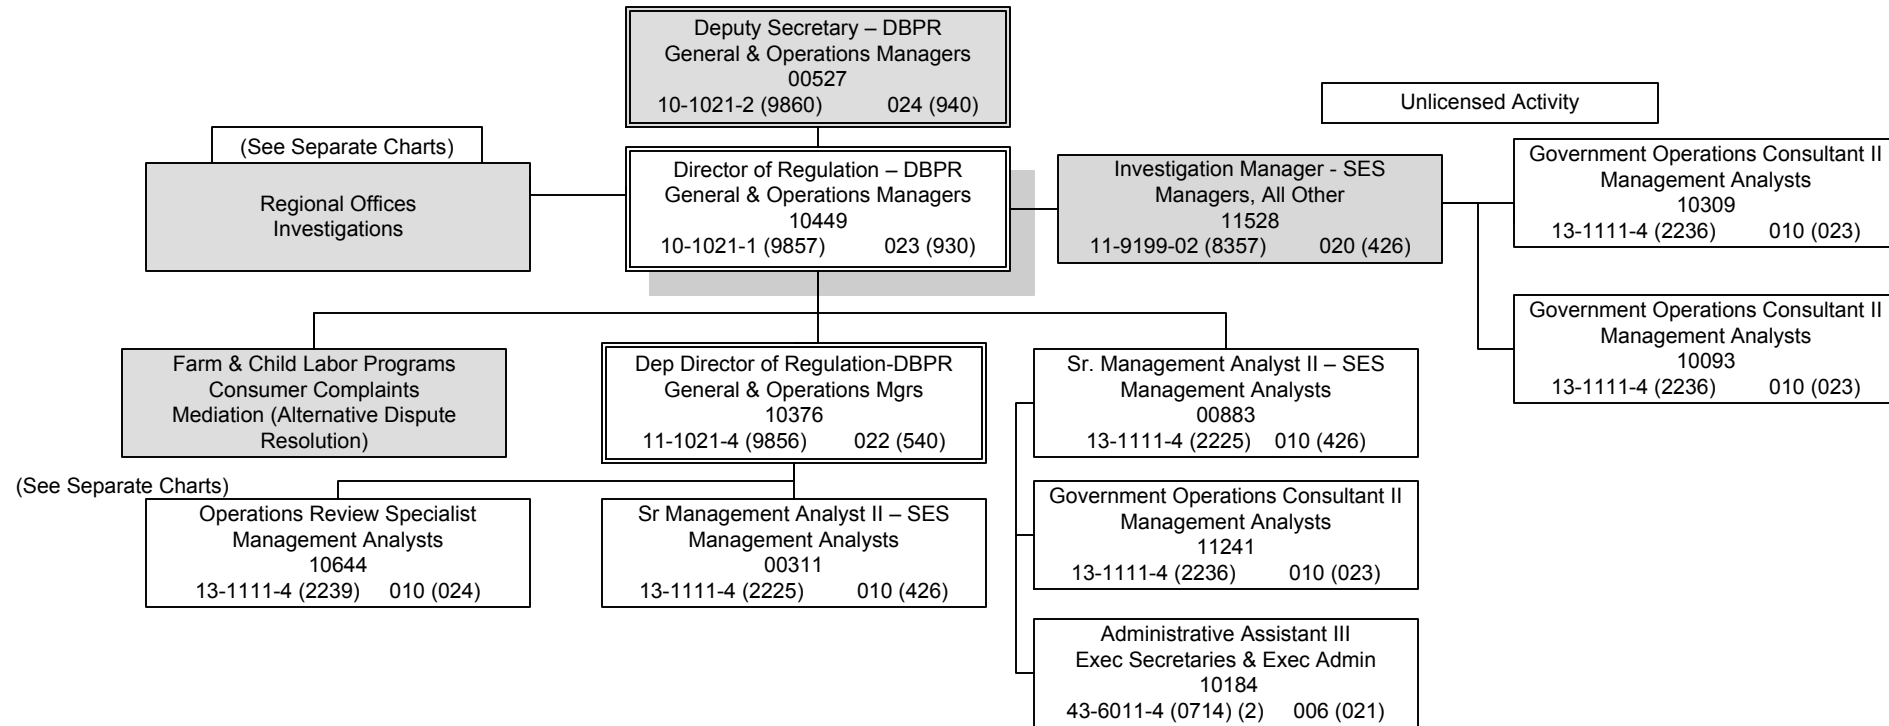 Deputy Secretary – DBPR
General & Operations Managers
00527
10-1021-2 (9860) 024 (940)
Unlicensed Activity
(See Separate Charts)
Regional Offices
Investigations
Director of Regulation – DBPR
General & Operations Managers
10449
10-1021-1 (9857) 023 (930)
Investigation Manager - SES
Managers, All Other
11528
11-9199-02 (8357) 020 (426)
Government Operations Consultant II
Management Analysts
10309
13-1111-4 (2236) 010 (023)
Government Operations Consultant II
Management Analysts
10093
13-1111-4 (2236) 010 (023)
Farm & Child Labor Programs
Consumer Complaints
Mediation (Alternative Dispute
Resolution)
Dep Director of Regulation-DBPR
General & Operations Mgrs
10376
11-1021-4 (9856) 022 (540)
Sr. Management Analyst II – SES
Management Analysts
00883
13-1111-4 (2225) 010 (426)
(See Separate Charts)
Operations Review Specialist
Management Analysts
10644
13-1111-4 (2239) 010 (024)
Sr Management Analyst II – SES
Management Analysts
00311
13-1111-4 (2225) 010 (426)
Government Operations Consultant II
Management Analysts
11241
13-1111-4 (2236) 010 (023)
Administrative Assistant III
Exec Secretaries & Exec Admin
10184
43-6011-4 (0714) (2) 006 (021)